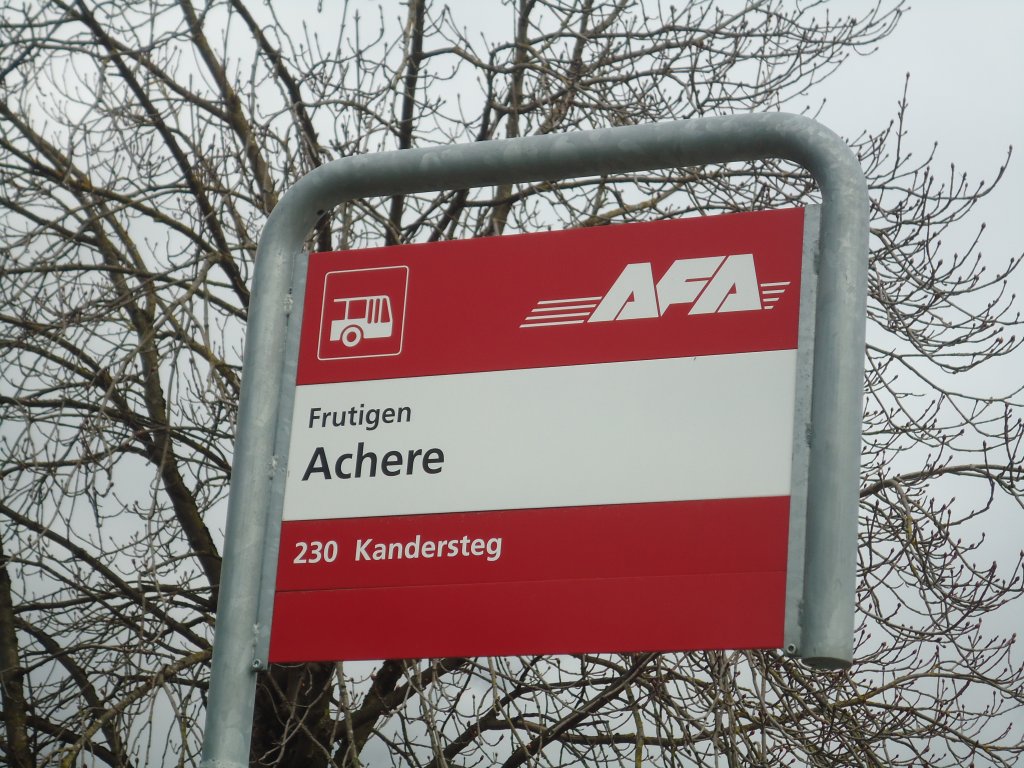 AFA
Frutigen
Achere
230 Kandersteg